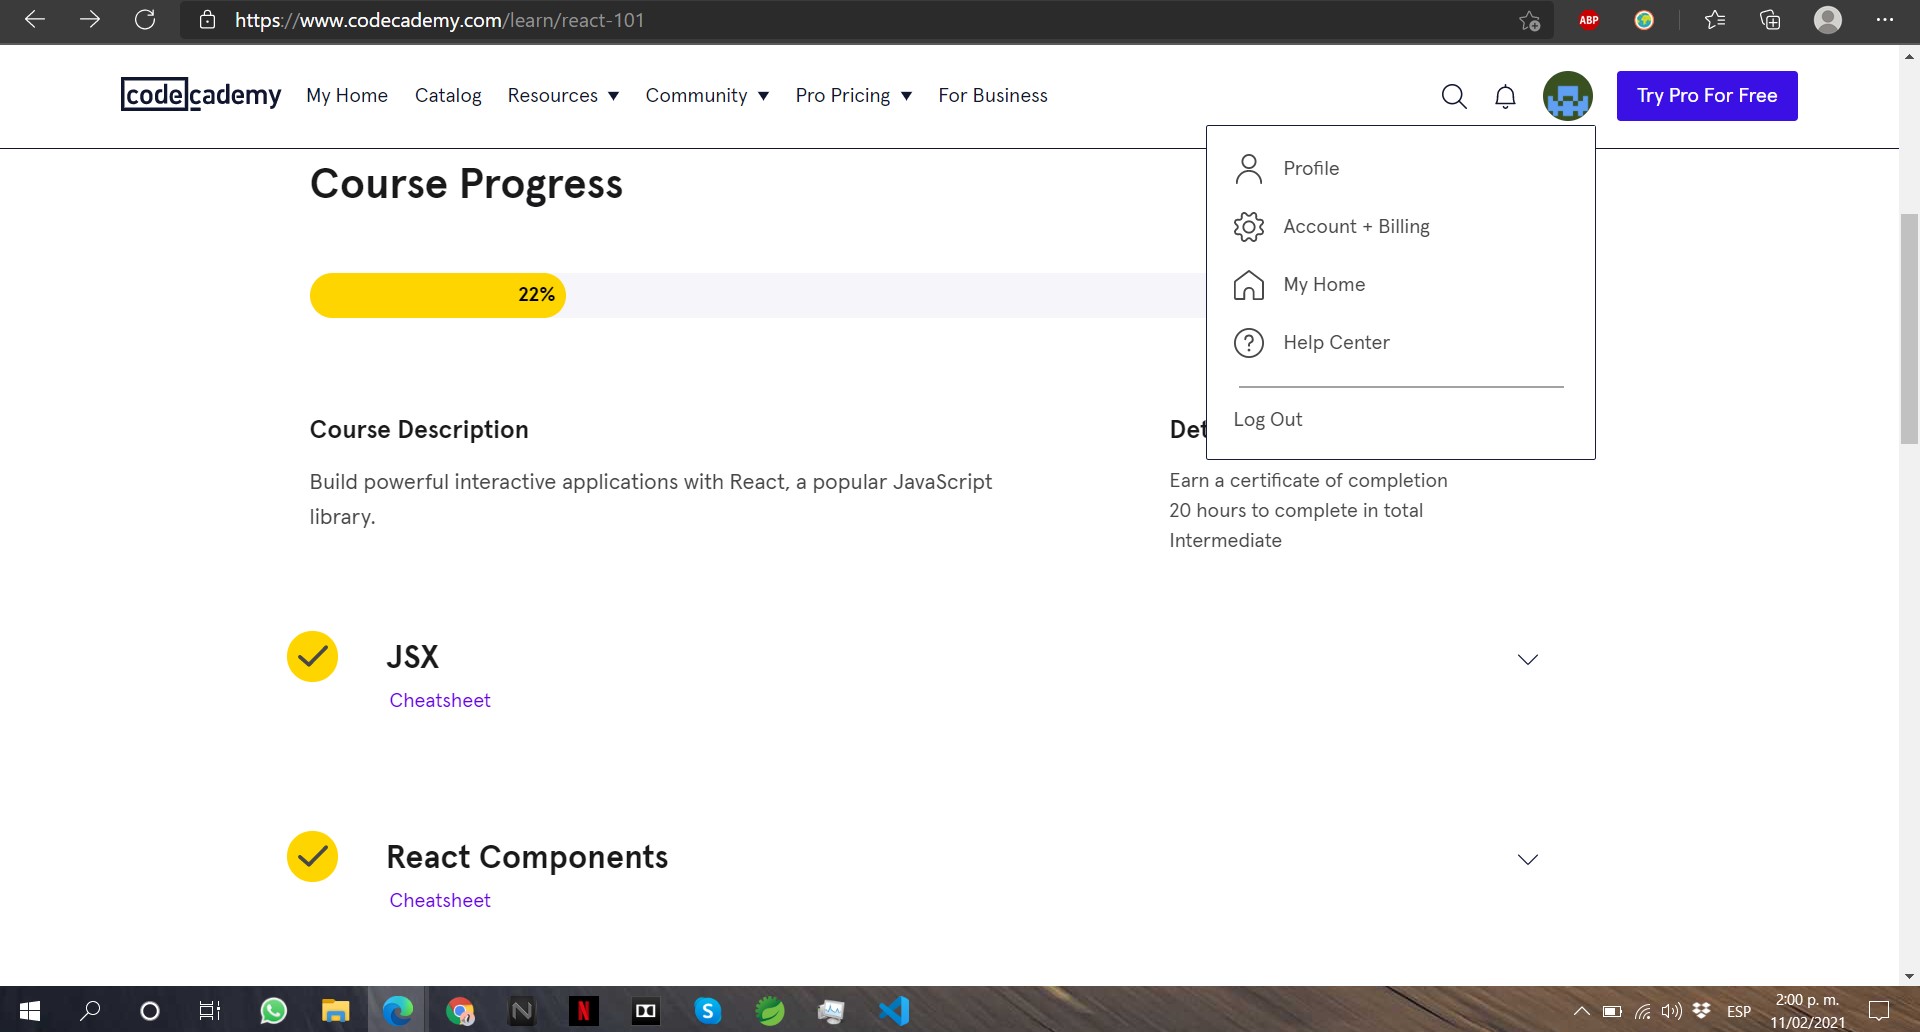 https://www.codecademy.com/learn/react-101
ABP
codecademy My Home Catalog Resources Community Pro Pricing For Business Try Pro For Free
Profile
Account + Billing
My Home
? Help Center
Log Out
Course Progress
22%
Course Description
Build powerful interactive applications with React, a popular JavaScript
library.
Det
Earn a certificate of completion
20 hours to complete in total
Intermediate
JSX
Cheatsheet
React Components
Cheatsheet
ESP
2:00 p. m.
11/02/2021